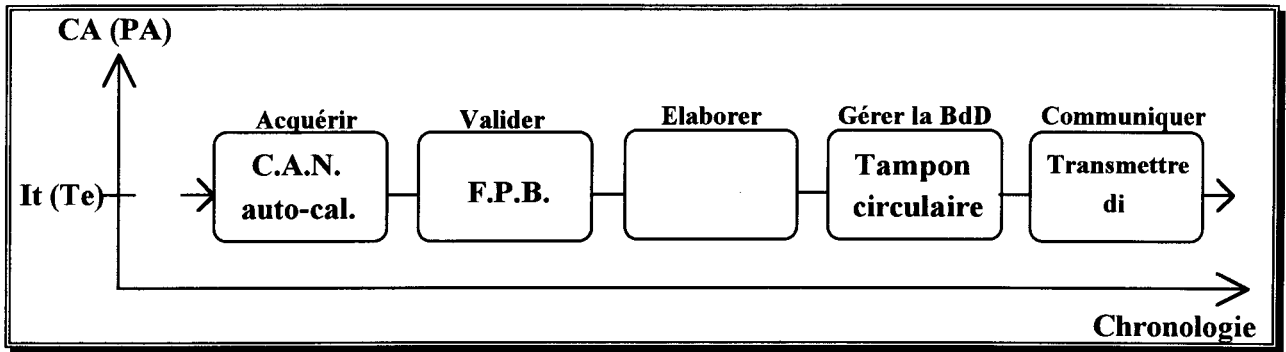 CA (PA)
Acquérir
Valider
Elaborer
Gérer la BdD
Communiquer
It (Te)
C.A.N.
auto-cal.
F.P.B.
Tampon
circulaire
Transmettre
di
Chronologie